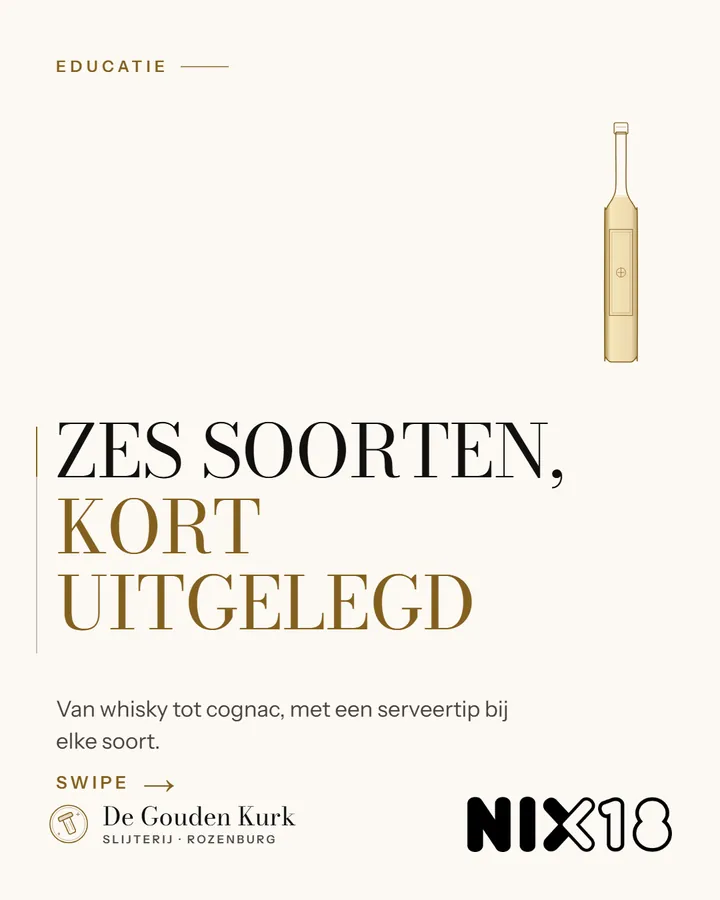 EDUCATIE
ZES SOORTEN,
KORT
UITGELEGD
Van whisky tot cognac, met een serveertip bij
elke soort.
SWIPE →
De Gouden Kurk
SLIJTERIJ · ROZENBURG
NIX18